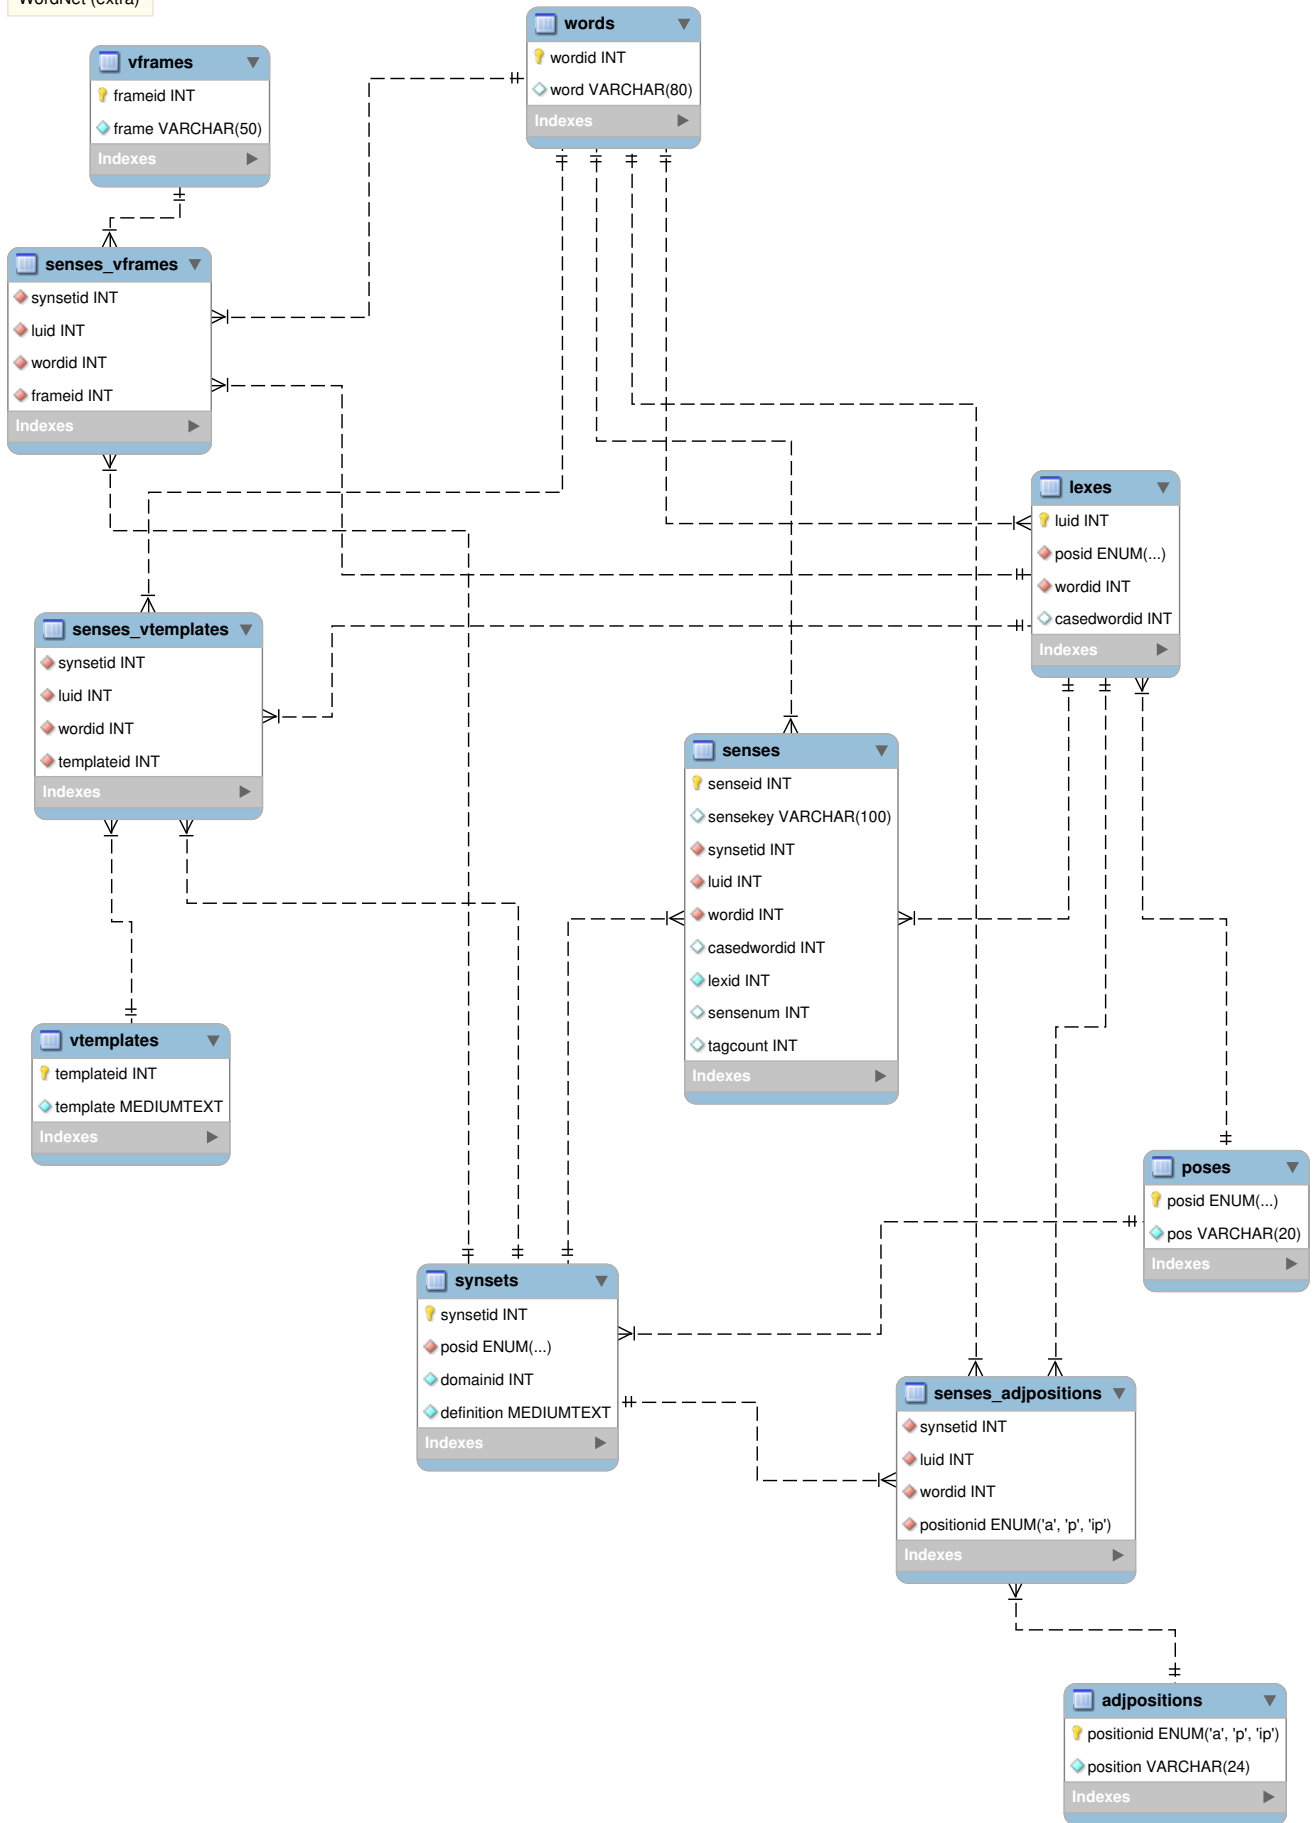 WordNet (extra)
words
wordid INT
word VARCHAR(80)
Indexes
vframes
frameid INT
frame VARCHAR(50)
Indexes
senses_vframes
synsetid INT
luid INT
wordid INT
frameid INT
Indexes
lexes
luid INT
posid ENUM(...)
wordid INT
casedwordid INT
Indexes
senses_vtemplates
synsetid INT
luid INT
wordid INT
templateid INT
Indexes
senses
senseid INT
sensekey VARCHAR(100)
synsetid INT
luid INT
wordid INT
casedwordid INT
lexid INT
sensenum INT
tagcount INT
Indexes
vtemplates
templateid INT
template MEDIUMTEXT
Indexes
poses
posid ENUM(...)
pos VARCHAR(20)
Indexes
synsets
synsetid INT
posid ENUM(...)
domainid INT
definition MEDIUMTEXT
Indexes
senses_adjpositions
synsetid INT
luid INT
wordid INT
positionid ENUM('a', 'p', 'ip')
Indexes
adjpositions
positionid ENUM('a', 'p', 'ip')
position VARCHAR(24)
Indexes